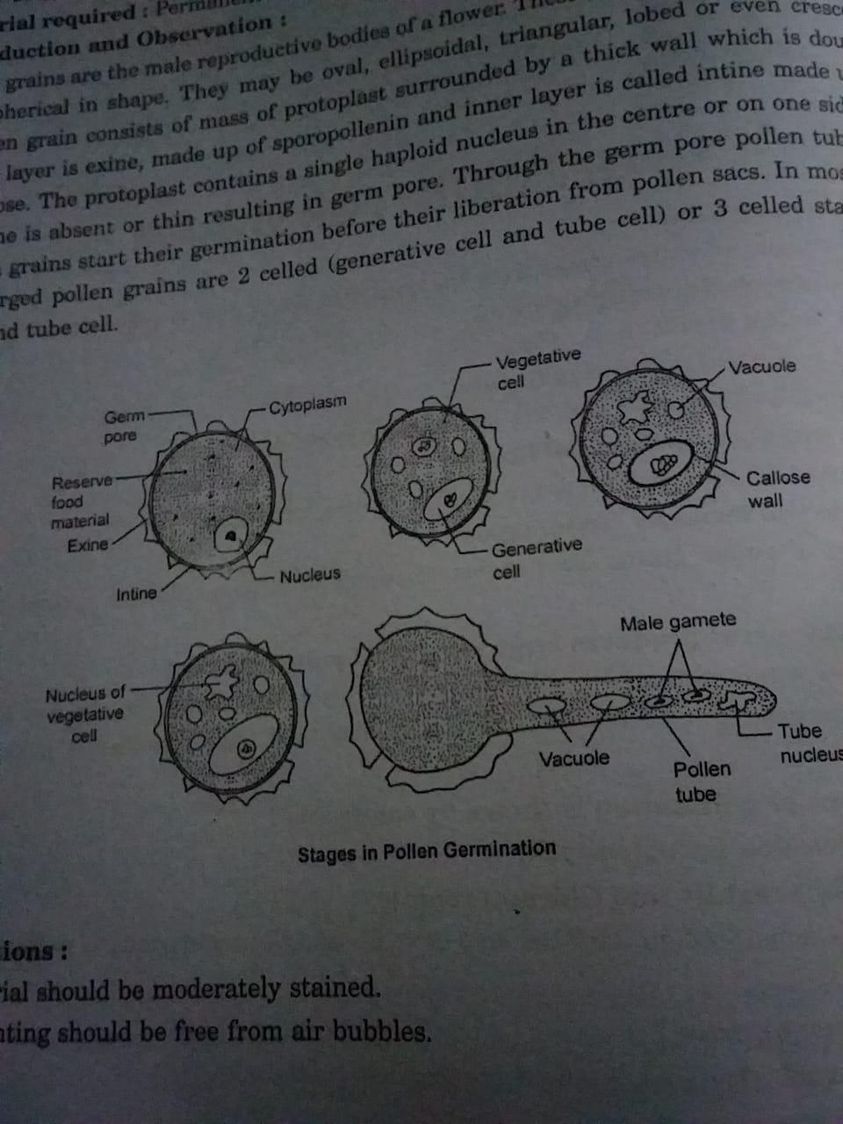 rial required : Permanent
duction and Observation :
grains are the male reproductive bodies of a flower.
pherical in shape. They may be oval, ellipsoidal, triangular, lobed or even cresc
en grain consists of mass of protoplast surrounded by a thick wall which is dou
layer is exine, made up of sporopollenin and inner layer is called intine made u
ose. The protoplast contains a single haploid nucleus in the centre or on one sid
ne is absent or thin resulting in germ pore. Through the germ pore pollen tub
grains start their germination before their liberation from pollen sacs. In mos
rged pollen grains are 2 celled (generative cell and tube cell) or 3 celled sta
nd tube cell.
Germ
pore
Cytoplasm
Reserve
food
material
Exine
Intine
Nucleus
Vegetative
cell
Generative
cell
Vacuole
Callose
wall
Nucleus of
vegetative
cell
Male gamete
Vacuole
Pollen
tube
Tube
nucleus
Stages in Pollen Germination
ions :
rial should be moderately stained.
nting should be free from air bubbles.